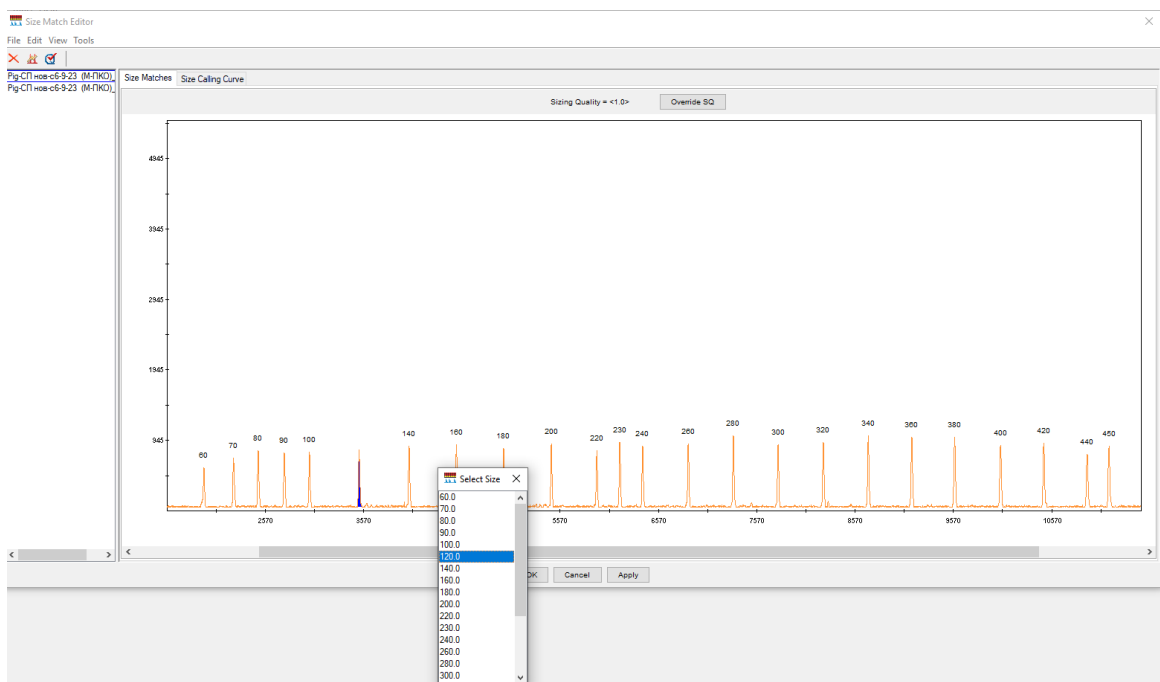 Size Match Editor
File Edit View Tools
Pig-СП нов-с6-9-23 (М-ПКО)_
Pig-СП нов-с6-9-23 (М-ПКО)_
Size Matches Size Calling Curve
Sizing Quality = <1.0> Override SQ
4945
3945
2945
1945
945
60 70 80 90 100 140 160 180 200 220 230 240 260 280 300 320 340 360 380 400 420 440 460
2570 3570 5570 6570 7570 8570 9570 10570
Select Size
60.0
70.0
80.0
90.0
100.0
120.0
140.0
160.0
180.0
200.0
220.0
230.0
240.0
260.0
280.0
300.0
OK Cancel Apply